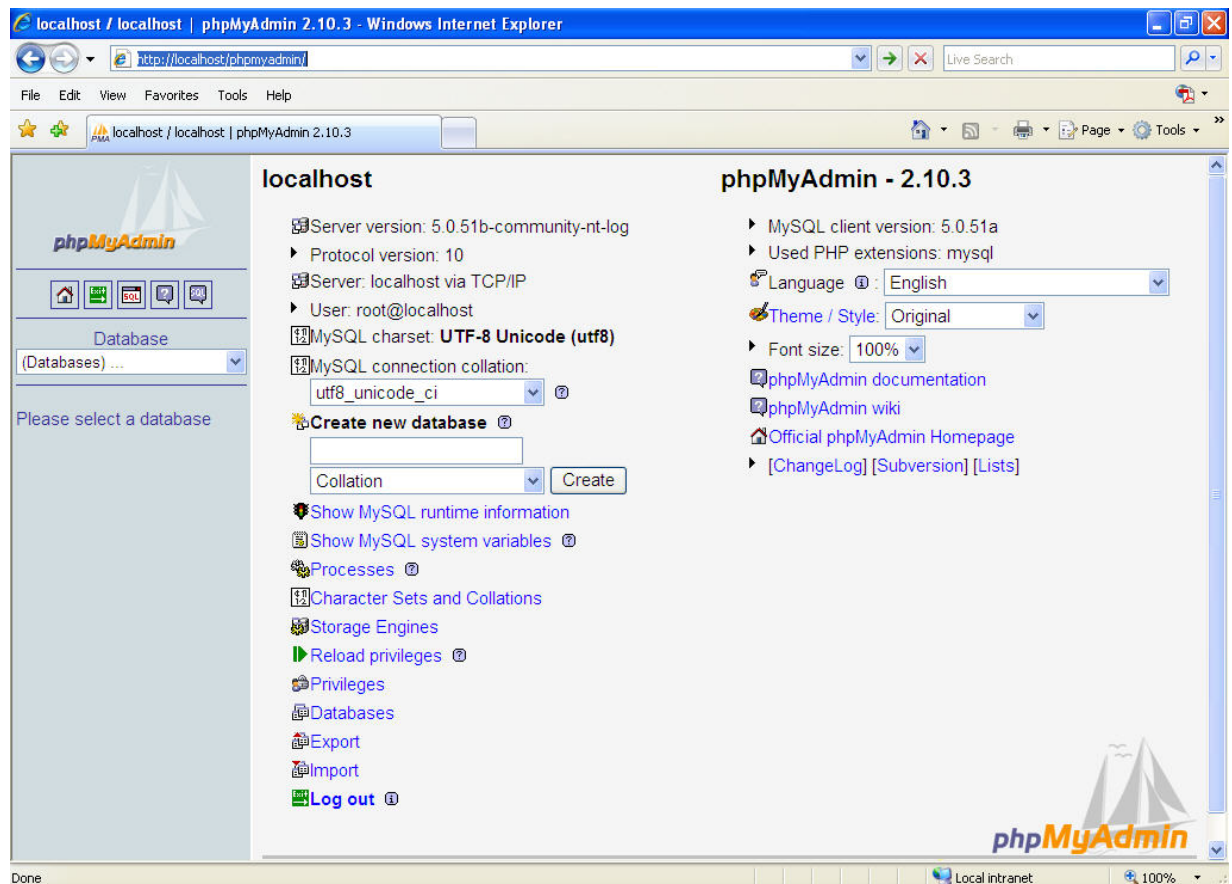 localhost / localhost | phpMyAdmin 2.10.3 - Windows Internet Explorer
http://localhost/phpmyadmin/
Live Search
File Edit View Favorites Tools Help
PMA localhost / localhost | phpMyAdmin 2.10.3
Page Tools
phpMyAdmin
Exit SQL ? SQL
Database
(Databases) ...
Please select a database
localhost
Server version: 5.0.51b-community-nt-log
Protocol version: 10
Server: localhost via TCP/IP
User: root@localhost
MySQL charset: UTF-8 Unicode (utf8)
MySQL connection collation:
utf8_unicode_ci
Create new database
Collation Create
Show MySQL runtime information
Show MySQL system variables
Processes
Character Sets and Collations
Storage Engines
Reload privileges
Privileges
Databases
Export
Import
Log out
phpMyAdmin - 2.10.3
MySQL client version: 5.0.51a
Used PHP extensions: mysql
Language : English
Theme / Style: Original
Font size: 100%
phpMyAdmin documentation
phpMyAdmin wiki
Official phpMyAdmin Homepage
[ChangeLog] [Subversion] [Lists]
phpMyAdmin
Done Local intranet 100%